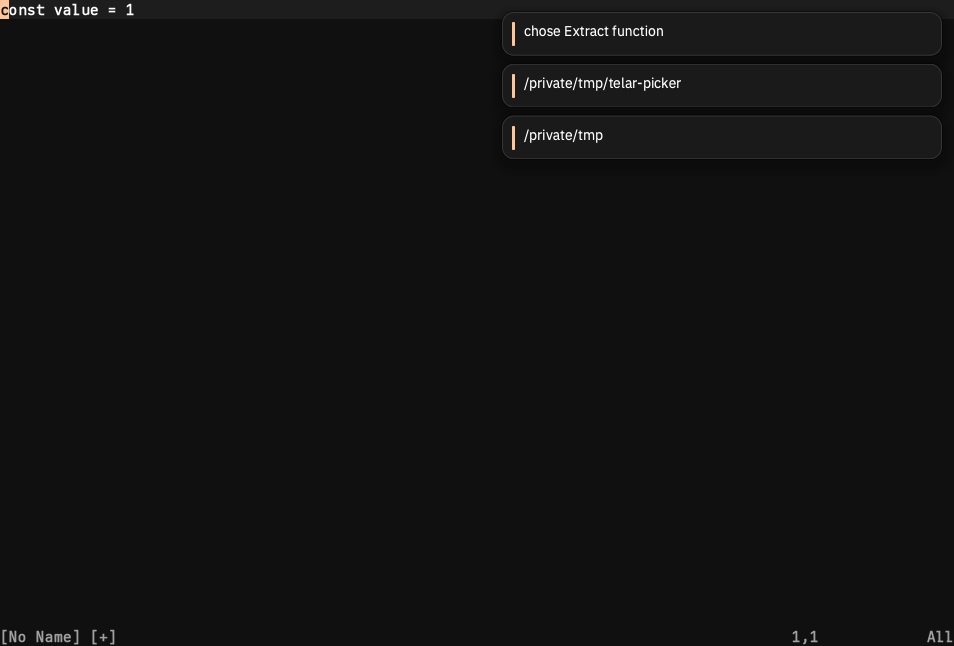 const value = 1
chose Extract function
/private/tmp/telar-picker
/private/tmp
[No Name] [+] 1,1 All